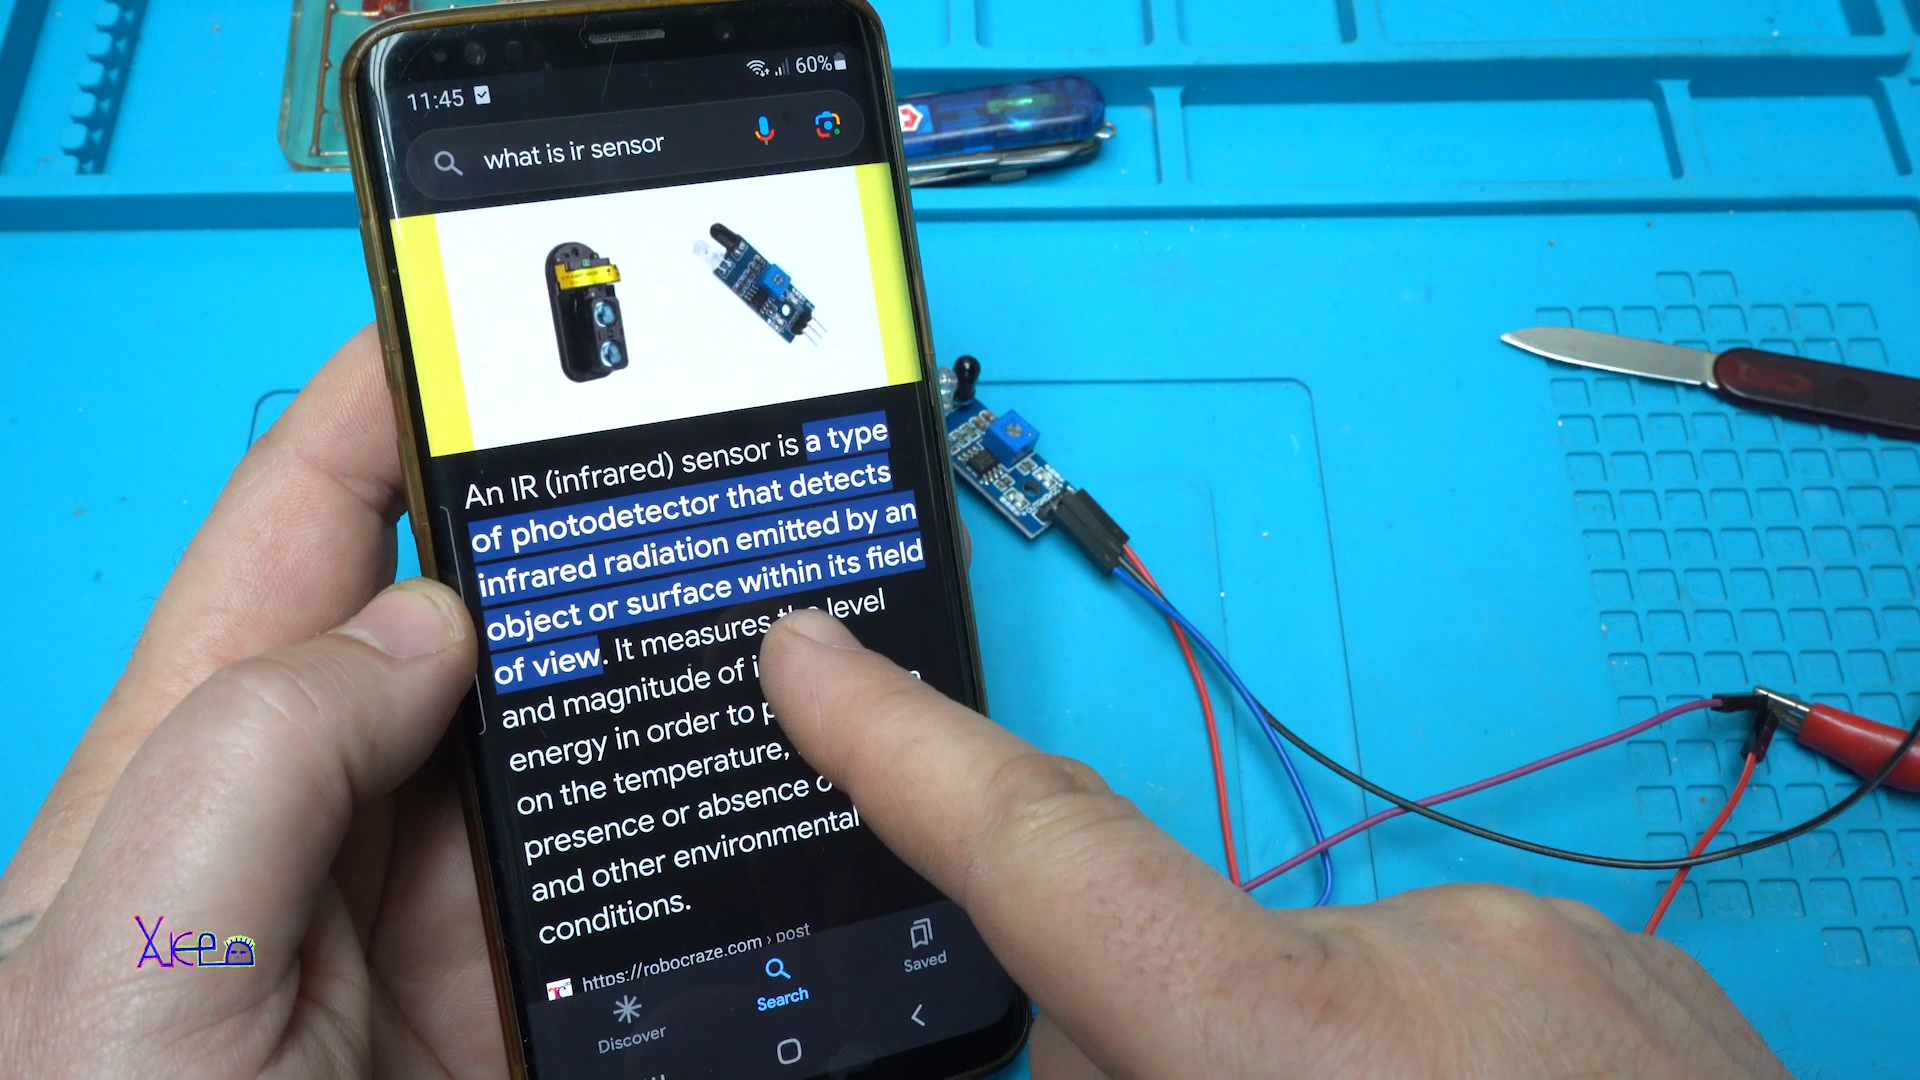 11:45
60%
what is ir sensor
An IR (infrared) sensor is a type
of photodetector that detects
infrared radiation emitted by an
object or surface within its field
of view. It measures the level
and magnitude of
energy in order to
on the temperature,
presence or absence
and other environmental
conditions.
https://robocraze.com › post
Discover
Search
Saved